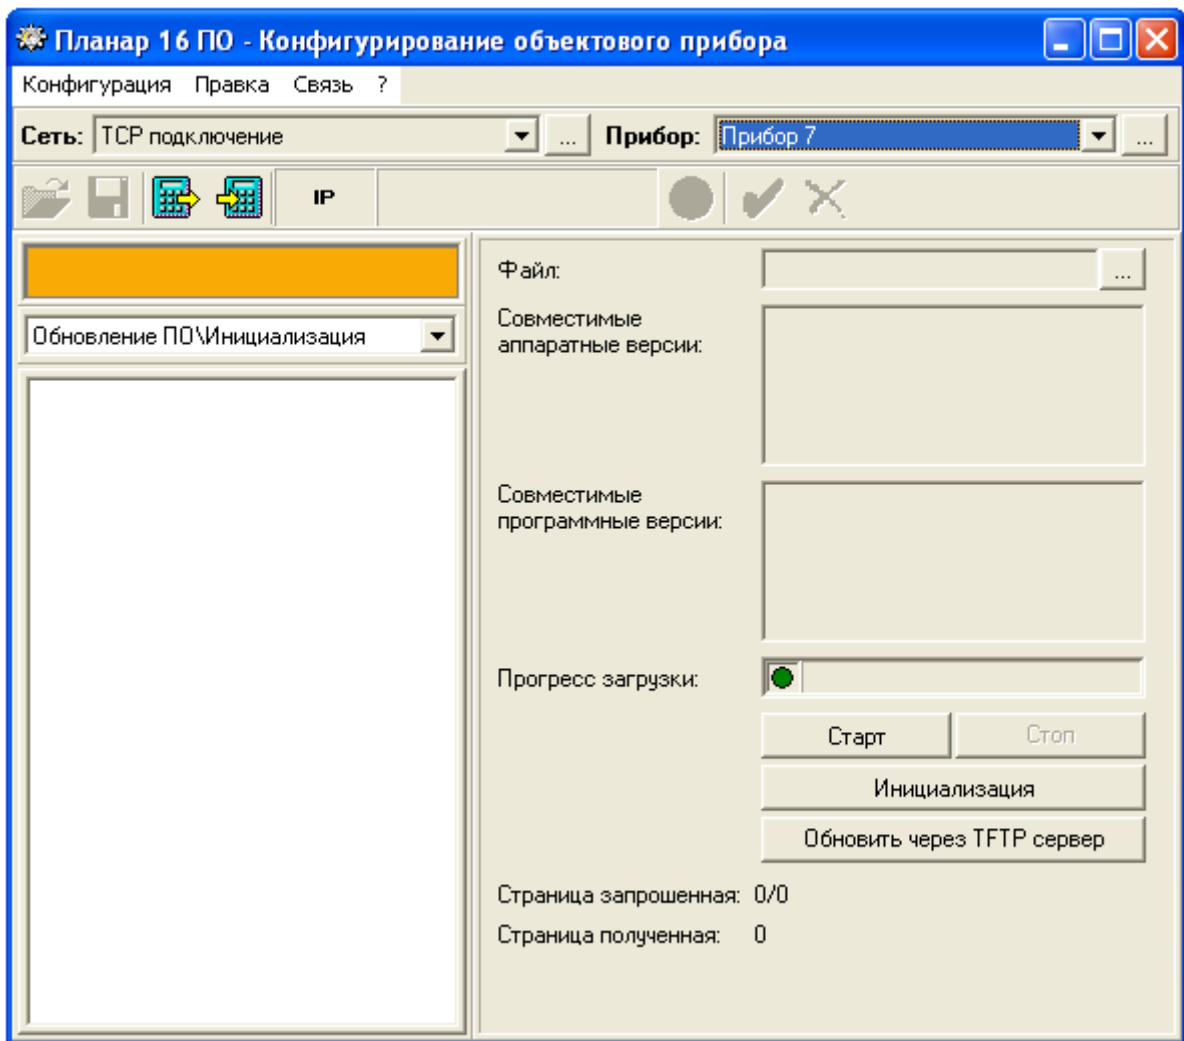 Планар 16 ПО - Конфигурирование объектового прибора
Конфигурация Правка Связь ?
Сеть: TCP подключение ... Прибор: Прибор 7 ...
IP
Обновление ПО\Инициализация
Файл: ...
Совместимые
аппаратные версии:
Совместимые
программные версии:
Прогресс загрузки:
Старт Стоп
Инициализация
Обновить через TFTP сервер
Страница запрошенная: 0/0
Страница полученная: 0